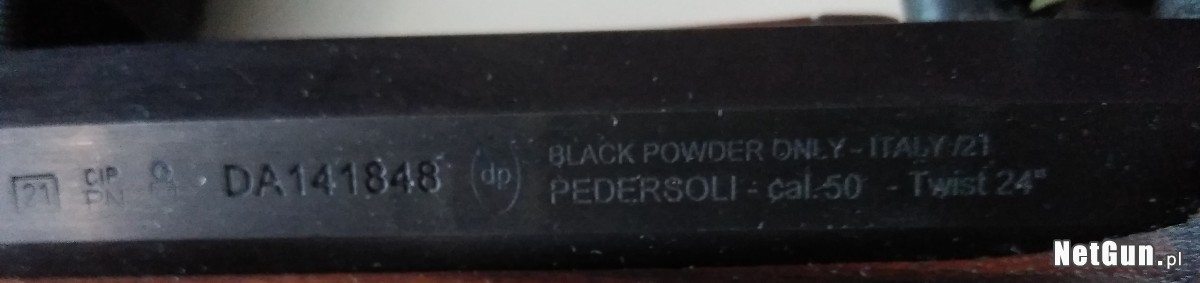 21 CIP PN DA141848 (dp)
BLACK POWDER ONLY - ITALY /21
PEDERSOLI - cal.50 - Twist 24"
NetGun.pl